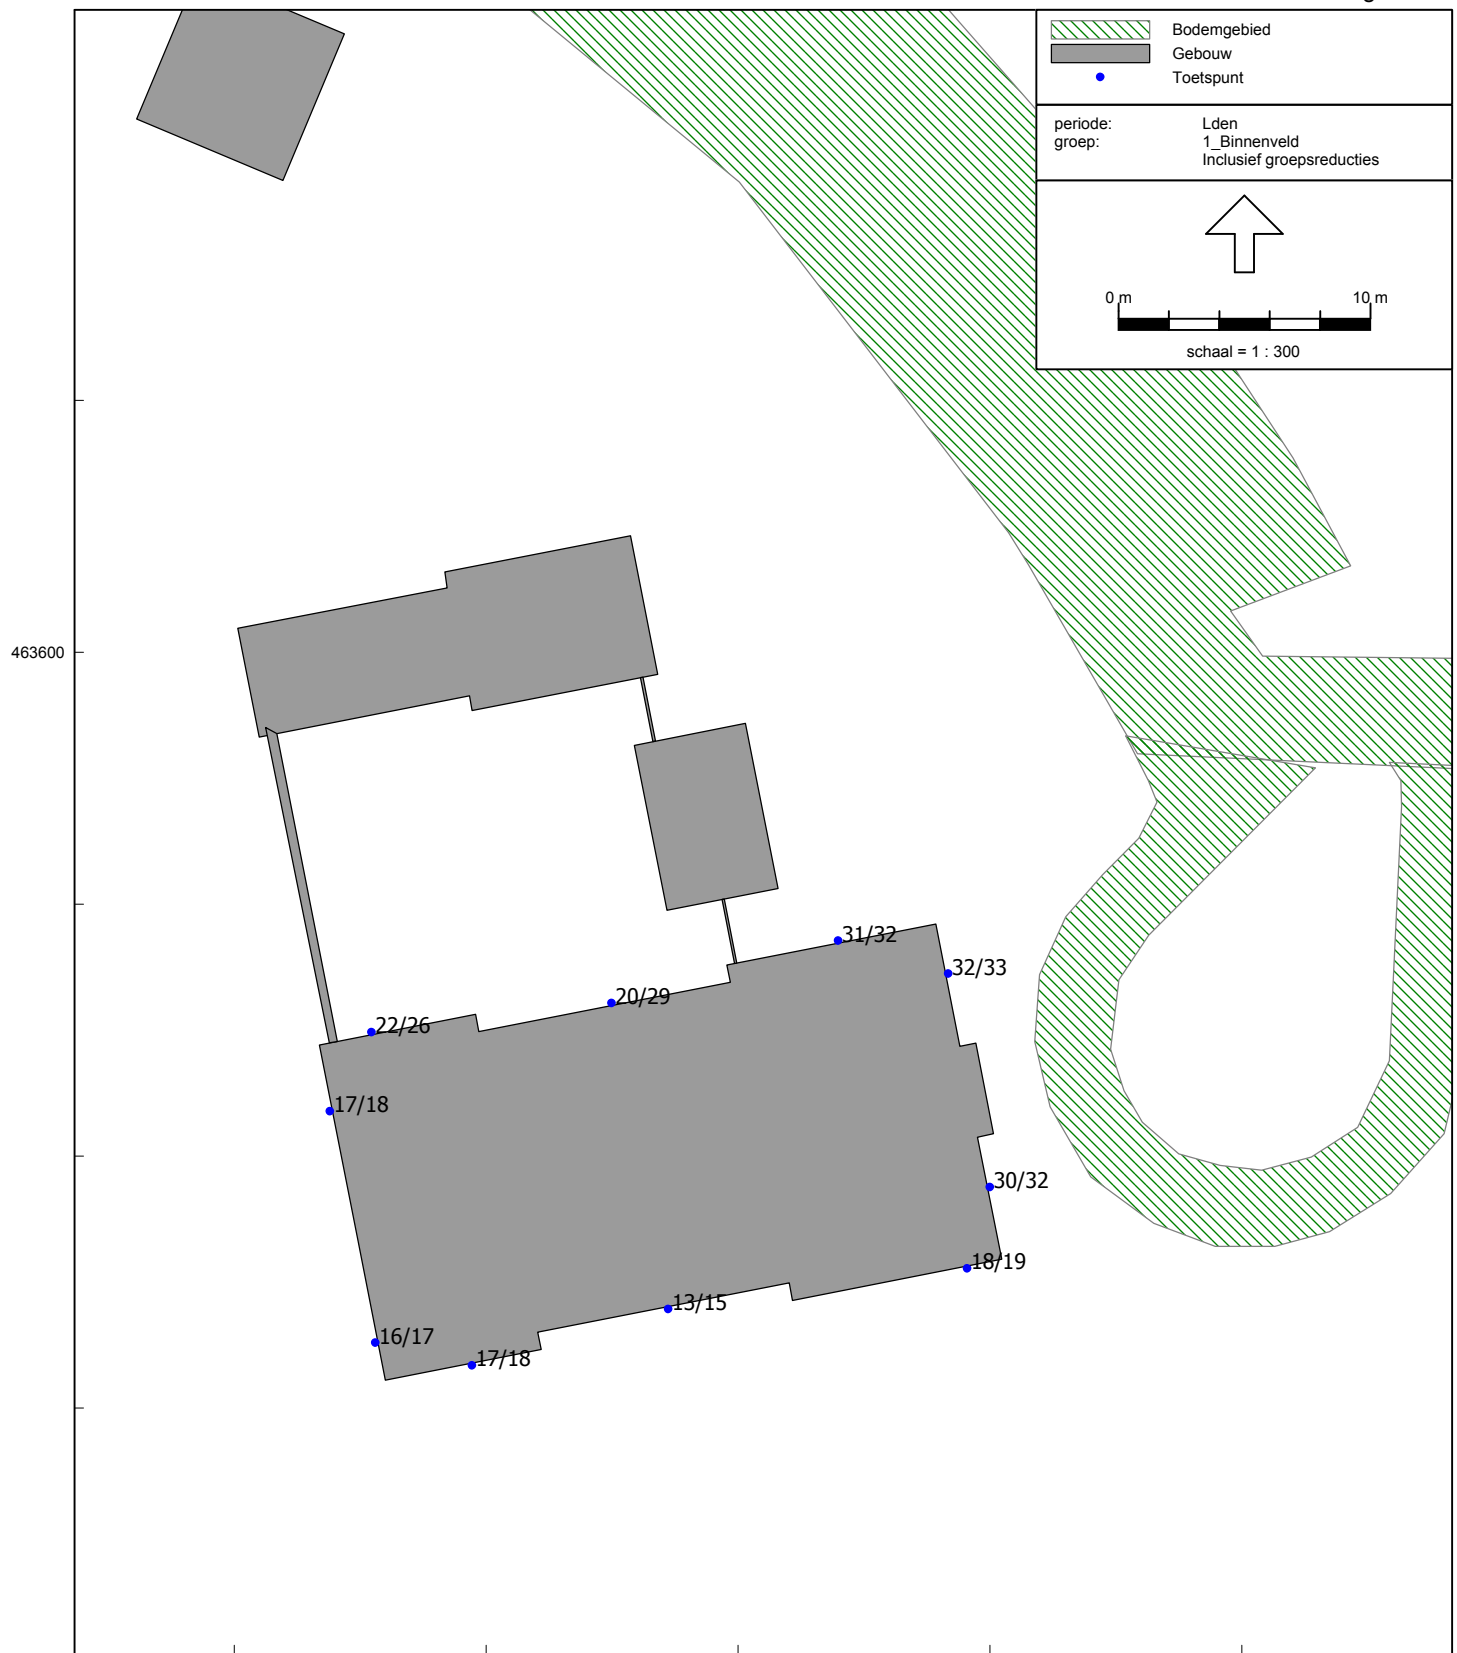 Bodemgebied
Gebouw
Toetspunt
periode: Lden
groep: 1_Binnenveld
Inclusief groepsreducties
0 m 10 m
schaal = 1 : 300
463600
31/32
32/33
20/29
22/26
17/18
30/32
18/19
13/15
16/17
17/18